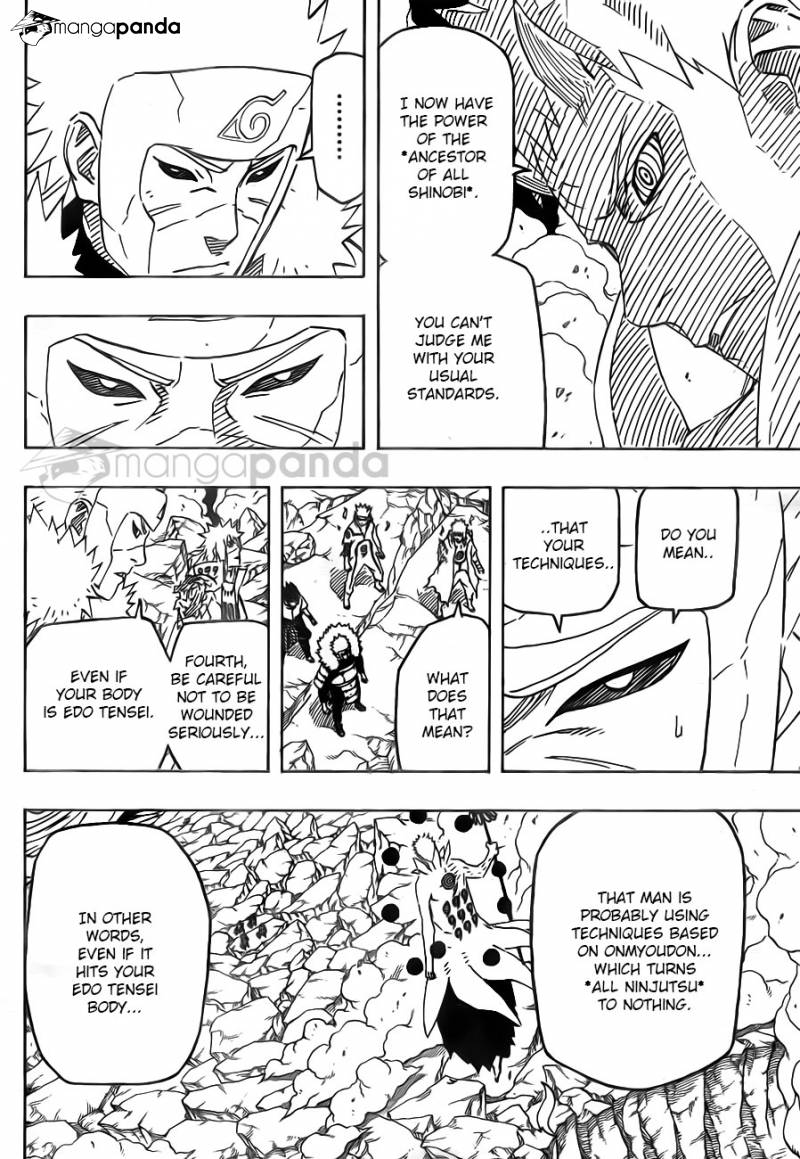 mangapanda
I NOW HAVE
THE POWER
OF THE
*ANCESTOR
OF ALL
SHINOBI*.
YOU CAN'T
JUDGE ME
WITH YOUR
USUAL
STANDARDS.
........
mangapanda
DO YOU
MEAN..
..THAT
YOUR
TECHNIQUES..
WHAT
DOES
THAT
MEAN?
FOURTH,
BE CAREFUL
NOT TO BE
WOUNDED
SERIOUSLY...
EVEN IF
YOUR BODY
IS EDO TENSEI.
THAT MAN IS
PROBABLY USING
TECHNIQUES BASED
ON ONMYOUDON...
WHICH TURNS
*ALL NINJUTSU*
TO NOTHING.
IN OTHER
WORDS,
EVEN IF IT
HITS YOUR
EDO TENSEI
BODY...